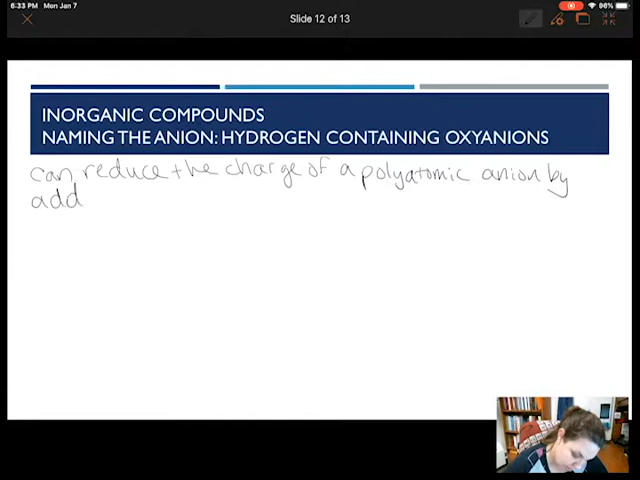 6:33 PM Mon Jan 7
96%
Slide 12 of 13
INORGANIC COMPOUNDS
NAMING THE ANION: HYDROGEN CONTAINING OXYANIONS
can reduce the charge of a polyatomic anion by
add